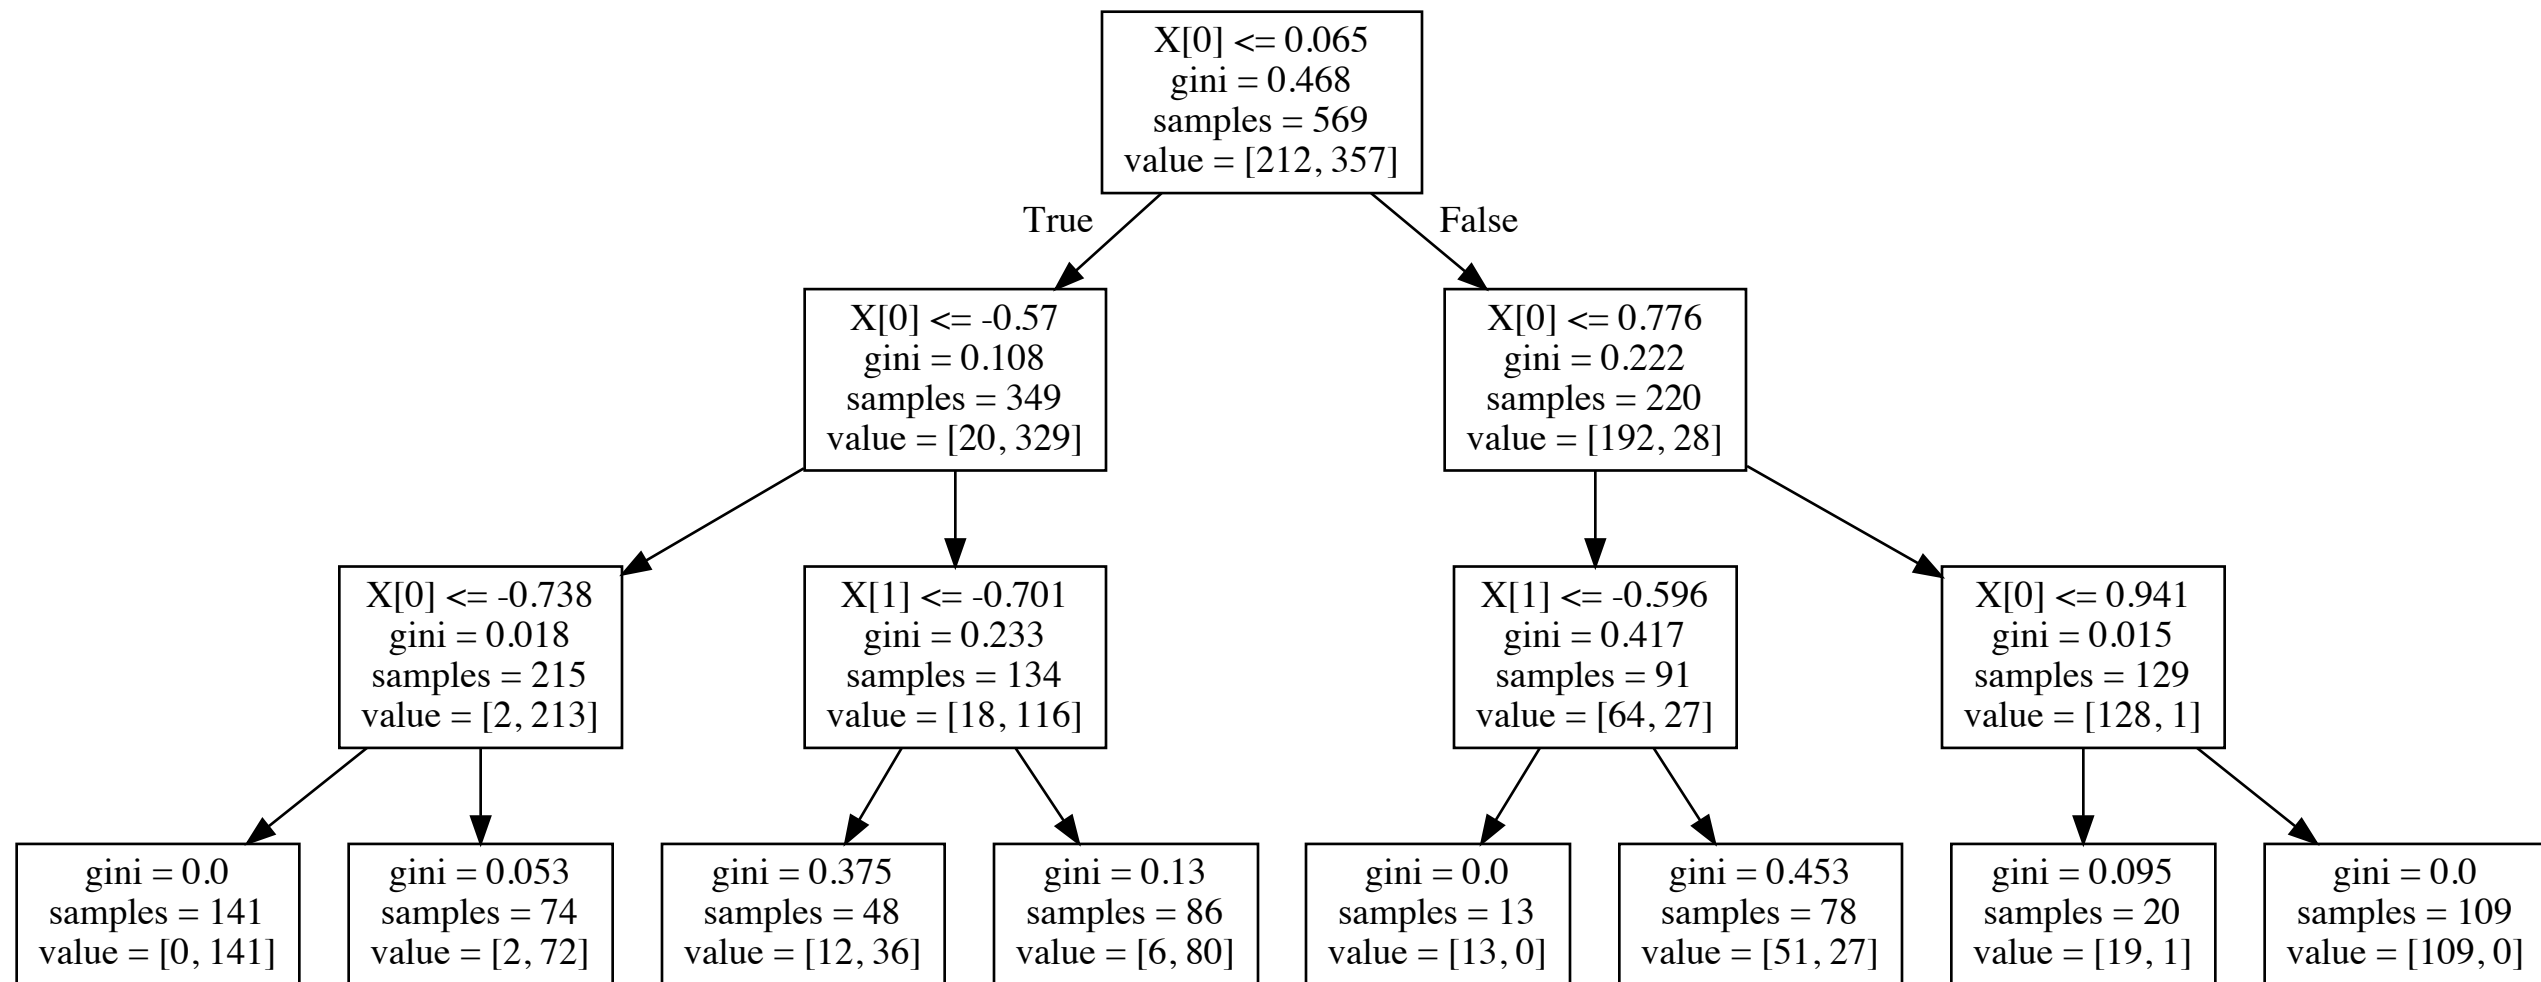 X[0] <= 0.065
gini = 0.468
samples = 569
value = [212, 357]
True
False
X[0] <= -0.57
gini = 0.108
samples = 349
value = [20, 329]
X[0] <= 0.776
gini = 0.222
samples = 220
value = [192, 28]
X[0] <= -0.738
gini = 0.018
samples = 215
value = [2, 213]
X[1] <= -0.701
gini = 0.233
samples = 134
value = [18, 116]
X[1] <= -0.596
gini = 0.417
samples = 91
value = [64, 27]
X[0] <= 0.941
gini = 0.015
samples = 129
value = [128, 1]
gini = 0.0
samples = 141
value = [0, 141]
gini = 0.053
samples = 74
value = [2, 72]
gini = 0.375
samples = 48
value = [12, 36]
gini = 0.13
samples = 86
value = [6, 80]
gini = 0.0
samples = 13
value = [13, 0]
gini = 0.453
samples = 78
value = [51, 27]
gini = 0.095
samples = 20
value = [19, 1]
gini = 0.0
samples = 109
value = [109, 0]